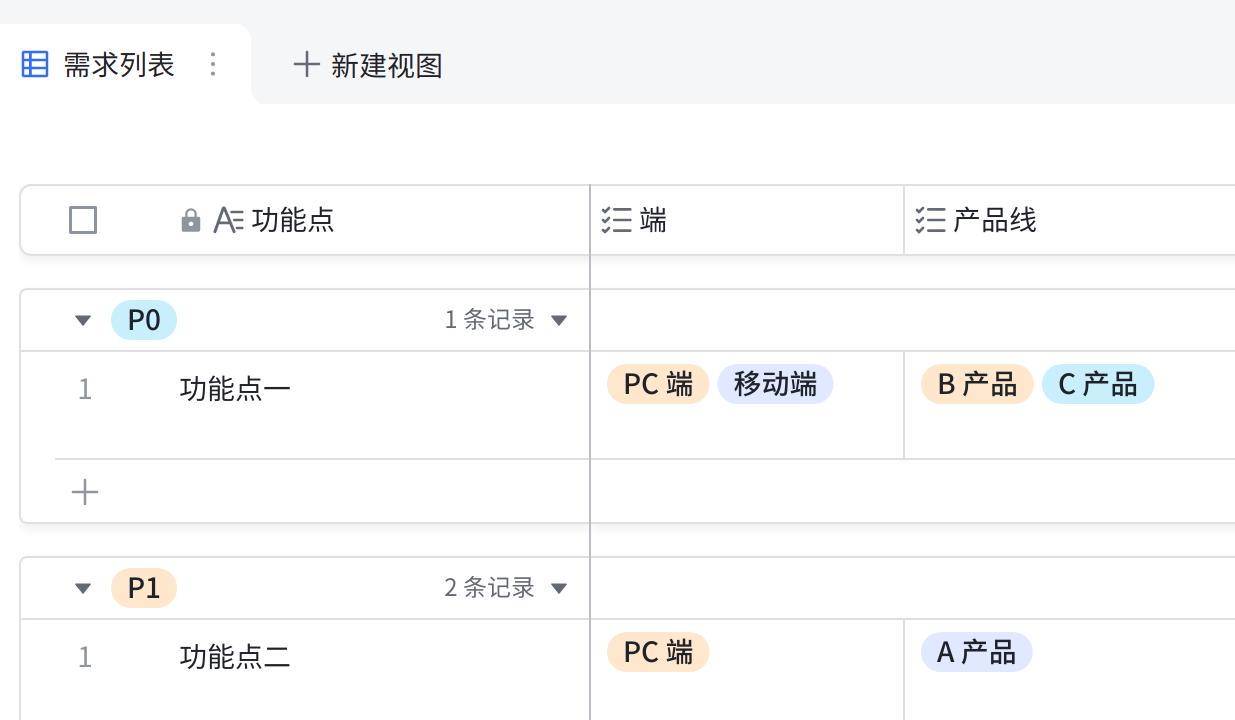 需求列表 新建视图
功能点 端 产品线
P0 1 条记录
1 功能点一 PC 端 移动端 B 产品 C 产品
P1 2 条记录
1 功能点二 PC 端 A 产品